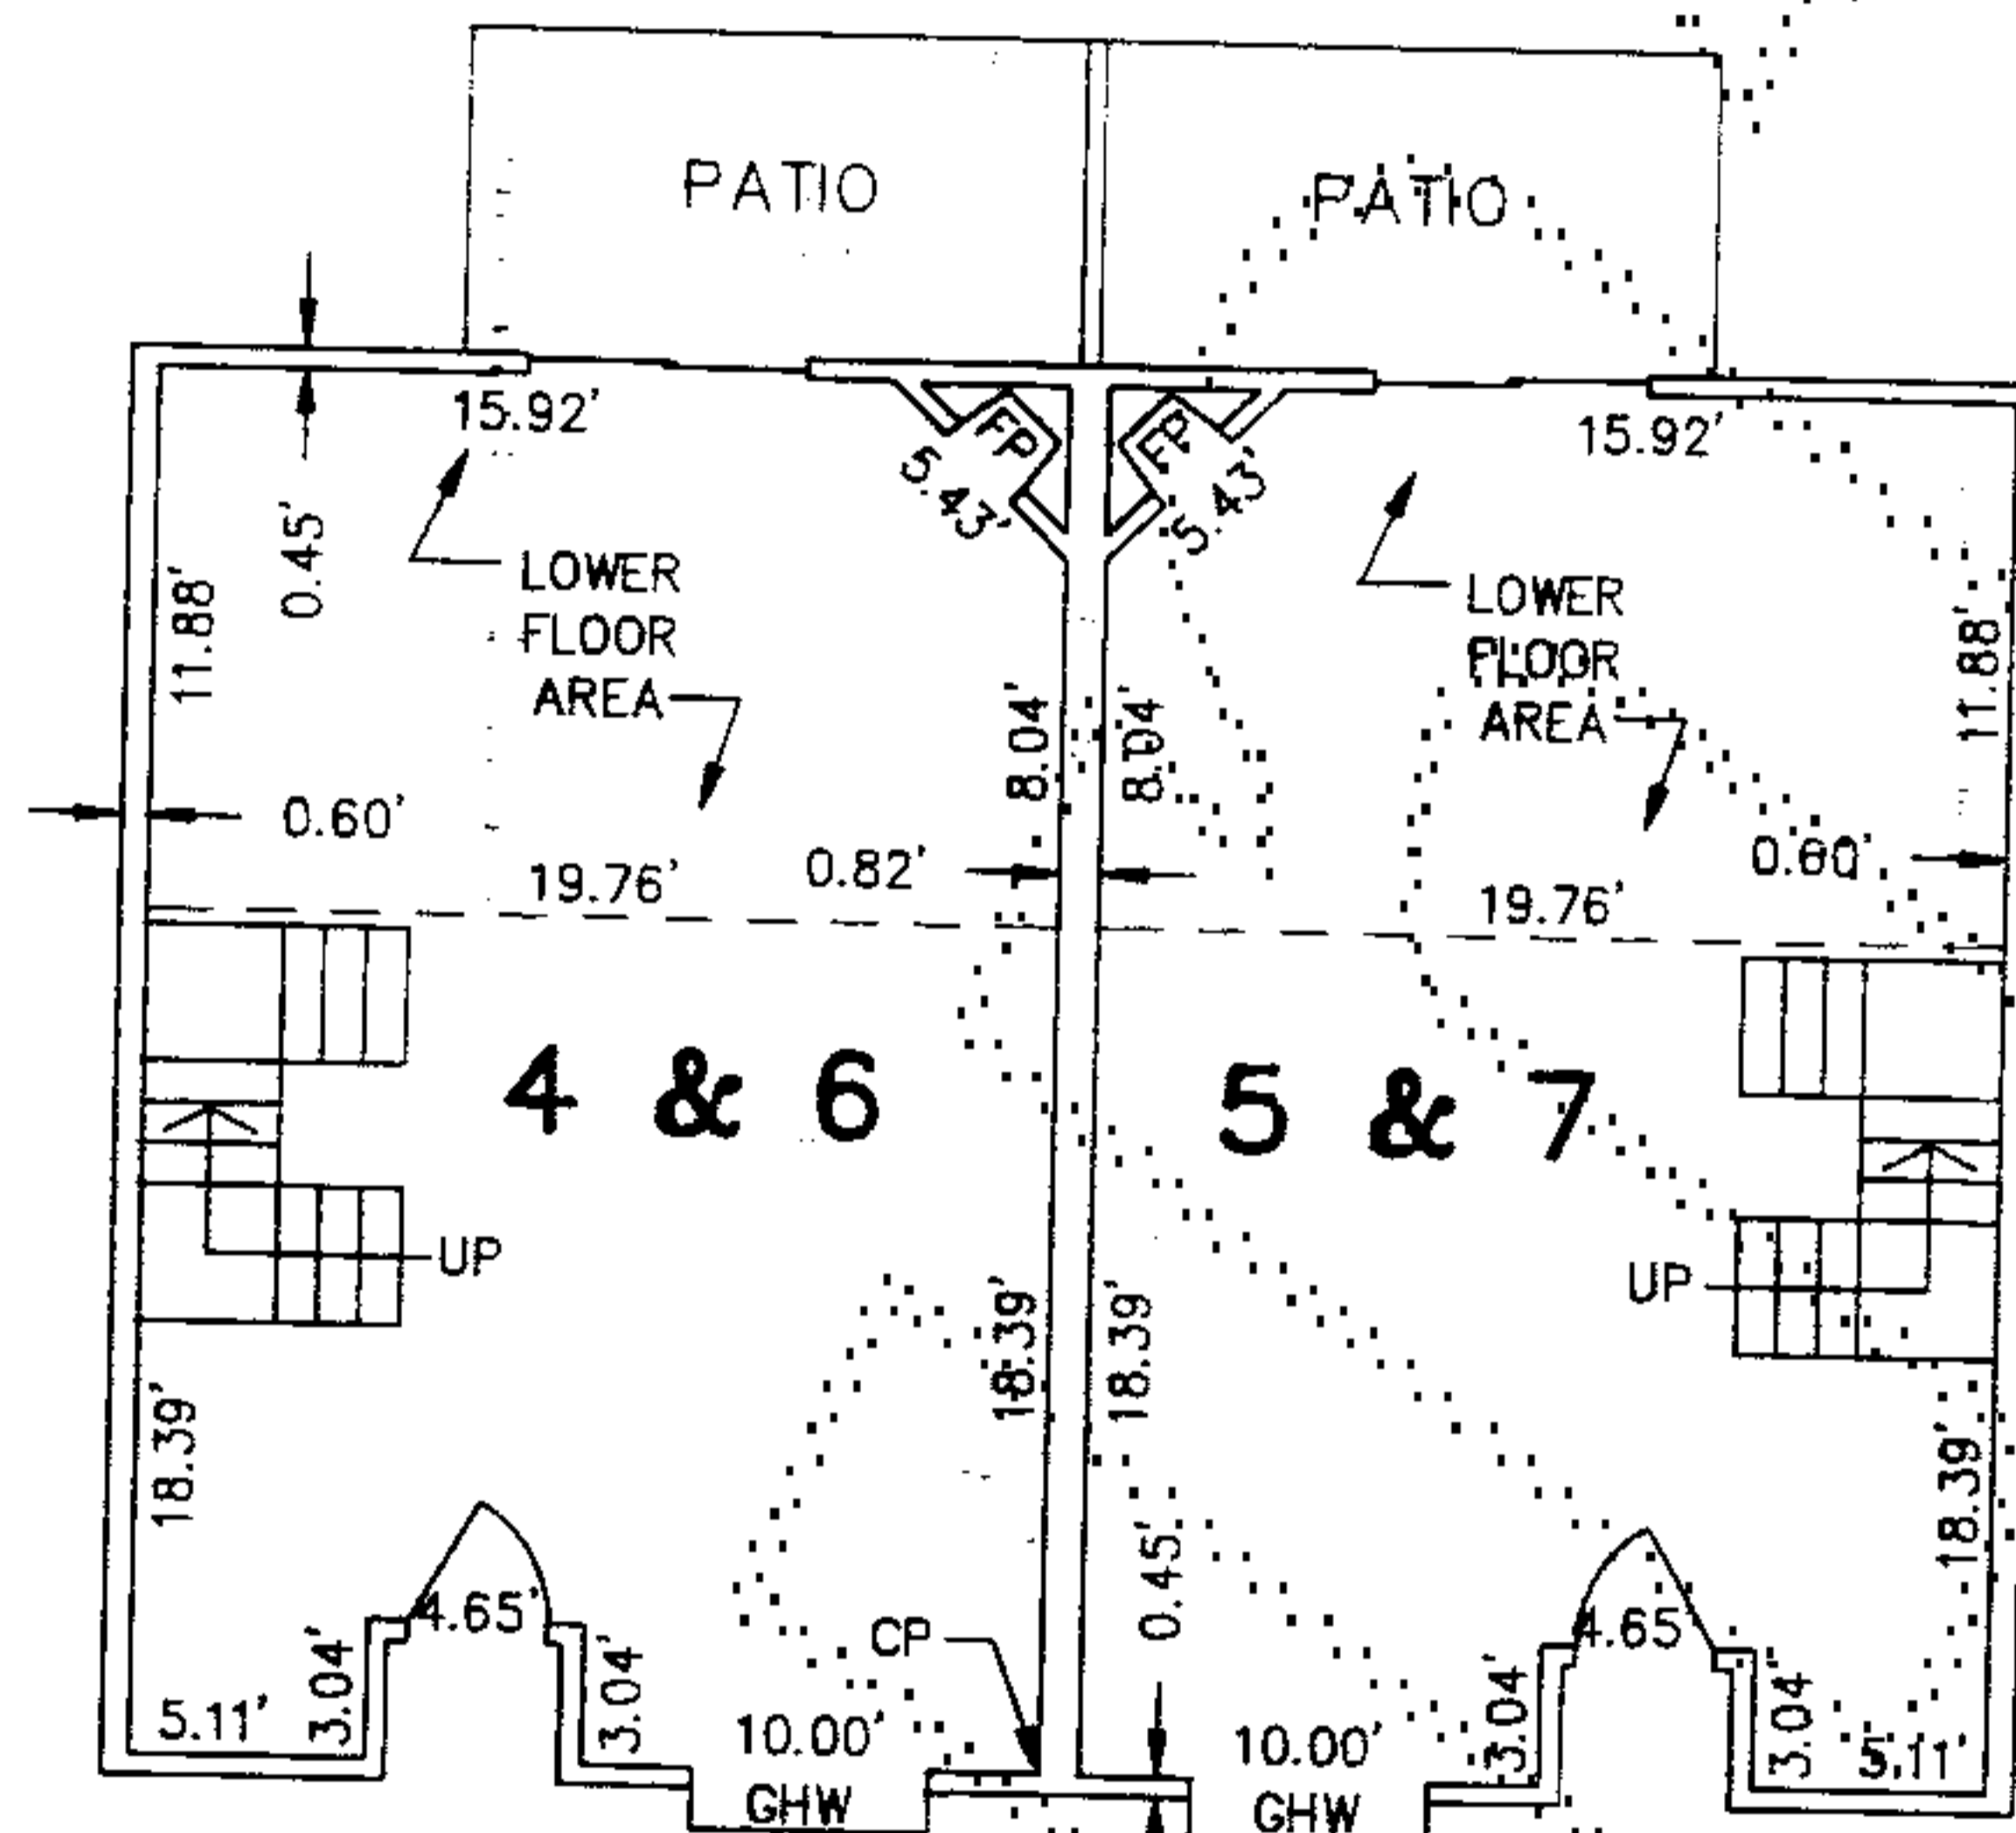 PATIO
PATIO
15.92'
15.92'
FP
FP
5.43'
5.43'
0.45'
11.88'
11.88'
LOWER
FLOOR
AREA
LOWER
FLOOR
AREA
8.04'
8.04'
0.60'
0.82'
0.60'
19.76'
19.76'
4 & 6
5 & 7
UP
UP
18.39'
18.39'
18.39'
18.39'
4.65'
0.45'
4.65'
CP
3.04'
3.04'
3.04'
3.04'
5.11'
5.11'
10.00'
GHW
10.00'
GHW